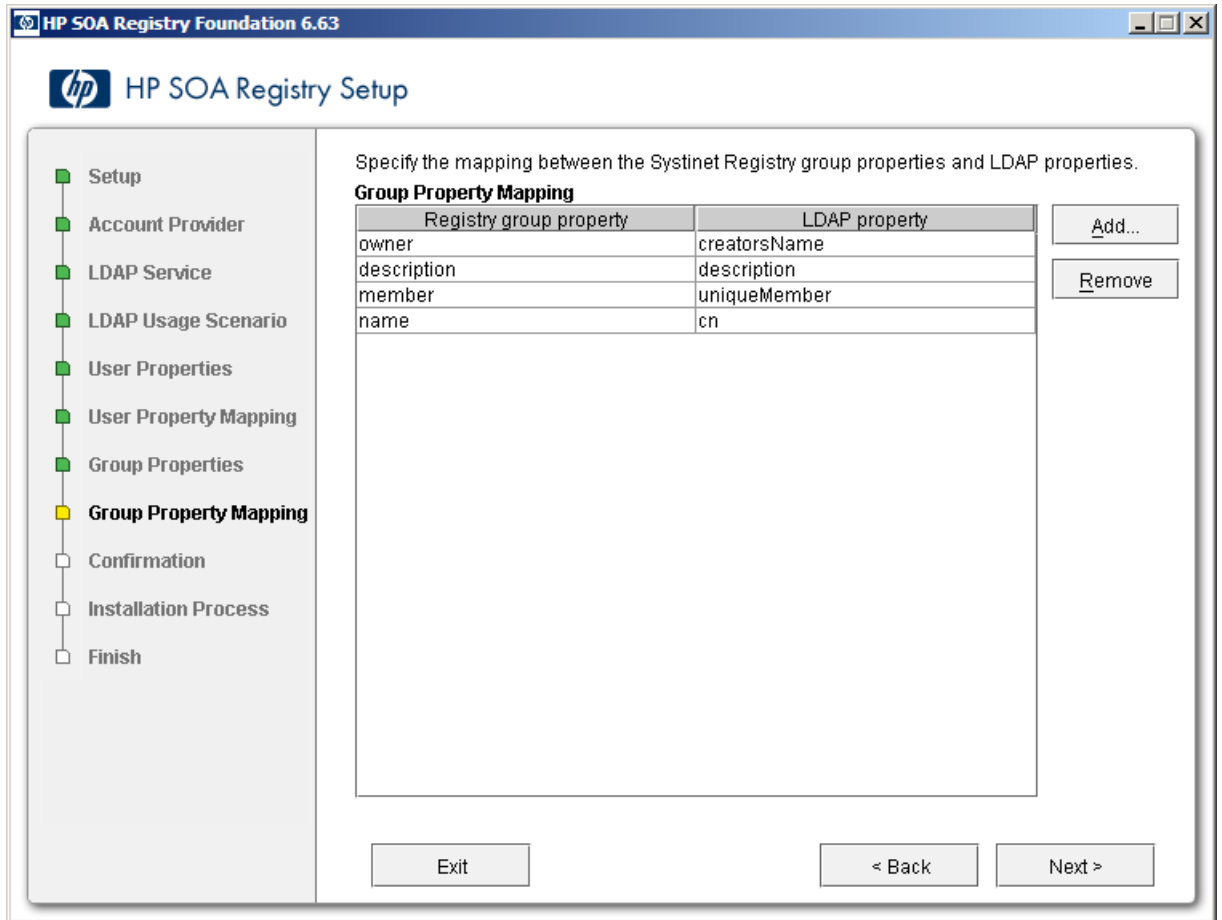 HP SOA Registry Foundation 6.63
hp HP SOA Registry Setup
Setup
Account Provider
LDAP Service
LDAP Usage Scenario
User Properties
User Property Mapping
Group Properties
Group Property Mapping
Confirmation
Installation Process
Finish
Specify the mapping between the Systinet Registry group properties and LDAP properties.
Group Property Mapping
Registry group property LDAP property
owner creatorsName
description description
member uniqueMember
name cn
Add...
Remove
Exit < Back Next >